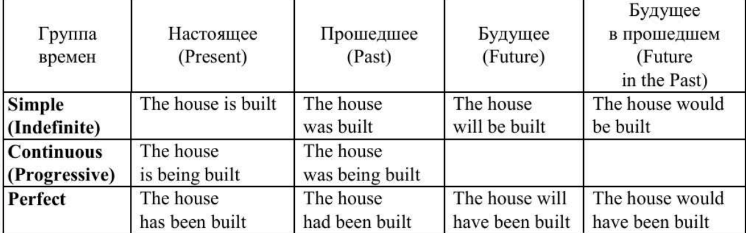 Группа
времен
Настоящее
(Present)
Прошедшее
(Past)
Будущее
(Future)
Будущее
в прошедшем
(Future
in the Past)
Simple
(Indefinite)
The house is built
The house
was built
The house
will be built
The house would
be built
Continuous
(Progressive)
The house
is being built
The house
was being built
Perfect
The house
has been built
The house
had been built
The house will
have been built
The house would
have been built